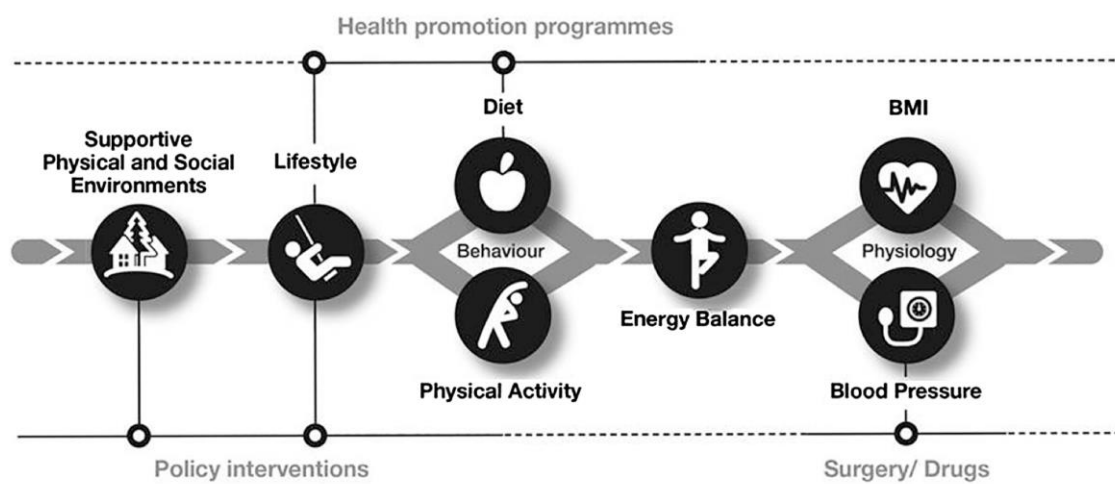 Health promotion programmes
Diet
BMI
Supportive
Physical and Social
Environments
Lifestyle
Behaviour
Physiology
Energy Balance
Physical Activity
Blood Pressure
Policy interventions
Surgery/ Drugs